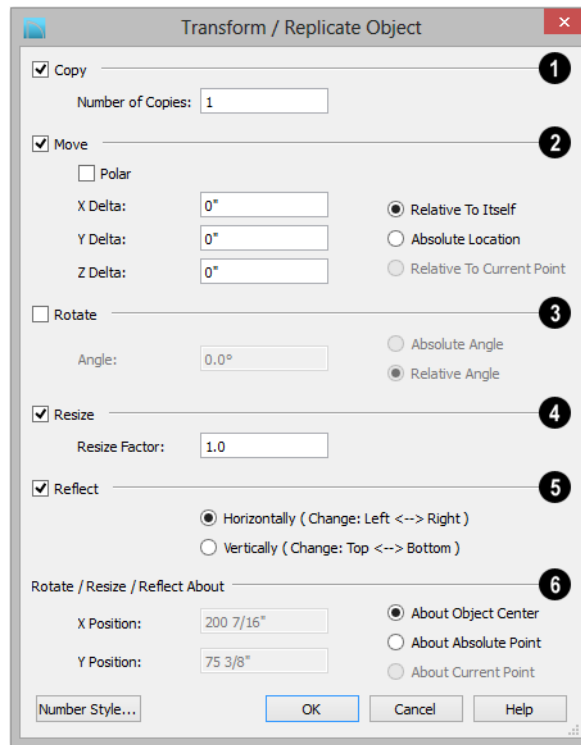 Transform / Replicate Object
Copy 1
Number of Copies: 1
Move 2
Polar
X Delta: 0" Relative To Itself
Y Delta: 0" Absolute Location
Z Delta: 0" Relative To Current Point
Rotate 3
Absolute Angle
Angle: 0.0°
Relative Angle
Resize 4
Resize Factor: 1.0
Reflect 5
Horizontally ( Change: Left <--> Right )
Vertically ( Change: Top <--> Bottom )
Rotate / Resize / Reflect About 6
X Position: 200 7/16" About Object Center
About Absolute Point
Y Position: 75 3/8" About Current Point
Number Style... OK Cancel Help